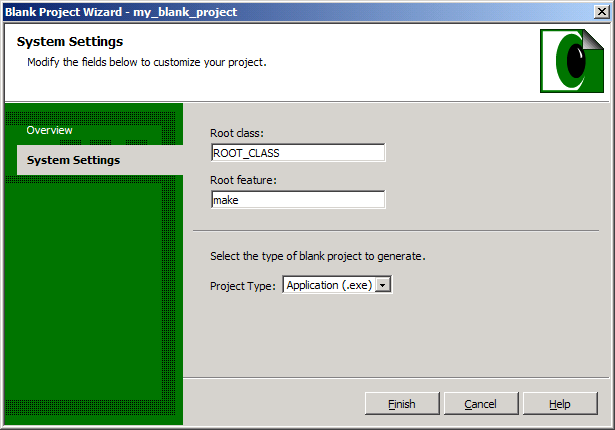 Blank Project Wizard - my_blank_project
System Settings
Modify the fields below to customize your project.
Overview
System Settings
Root class:
ROOT_CLASS
Root feature:
make
Select the type of blank project to generate.
Project Type: Application (.exe)
Finish Cancel Help